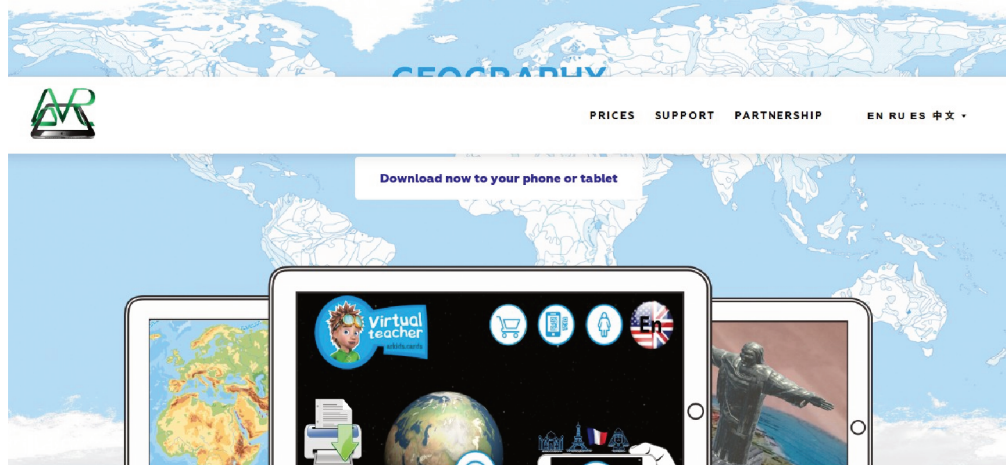 GEOGRAPHY
PRICES SUPPORT PARTNERSHIP EN RU ES 中文
Download now to your phone or tablet
Virtual
teacher
En